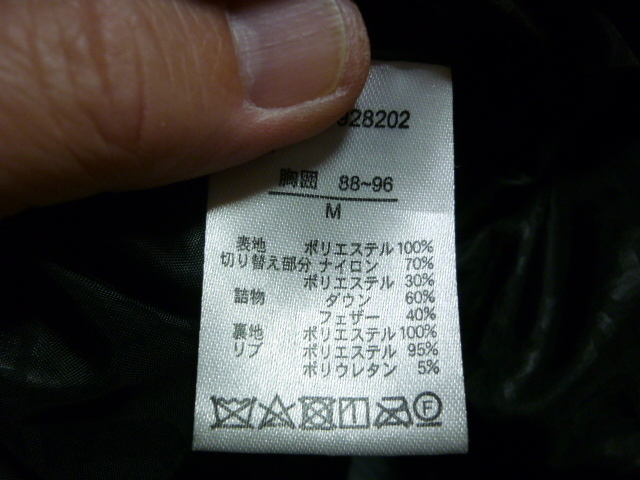 928202
胸囲 88~96
M
表地 ポリエステル 100%
切り替え部分 ナイロン 70%
ポリエステル 30%
詰物 ダウン 60%
フェザー 40%
裏地 ポリエステル 100%
リブ ポリエステル 95%
ポリウレタン 5%
F